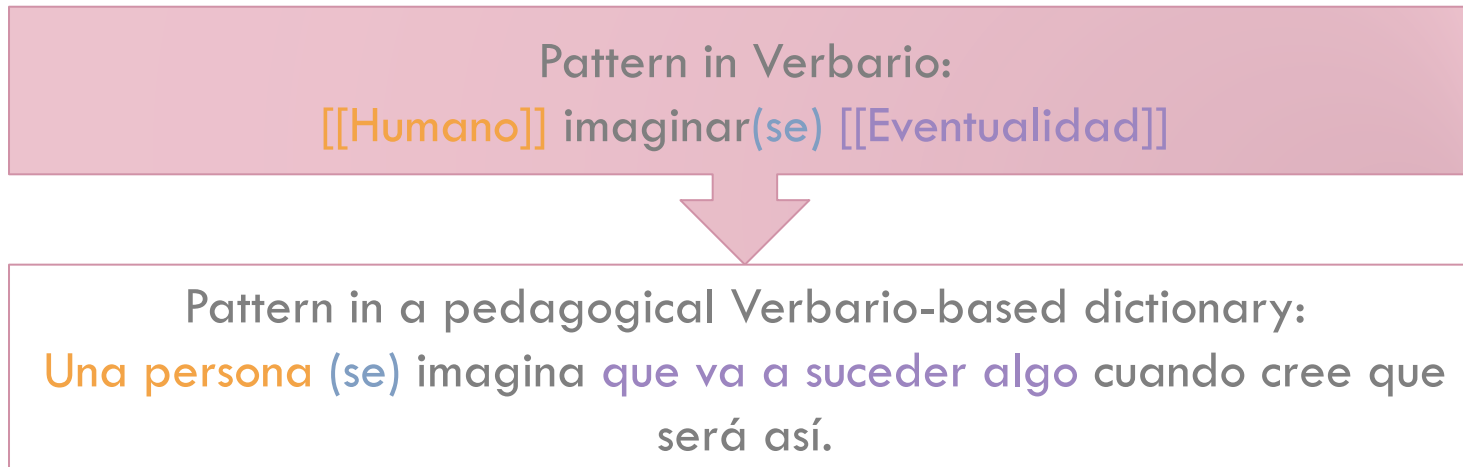 Pattern in Verbario:
[[Humano]] imaginar(se) [[Eventualidad]]
Pattern in a pedagogical Verbario-based dictionary:
Una persona (se) imagina que va a suceder algo cuando cree que
será así.